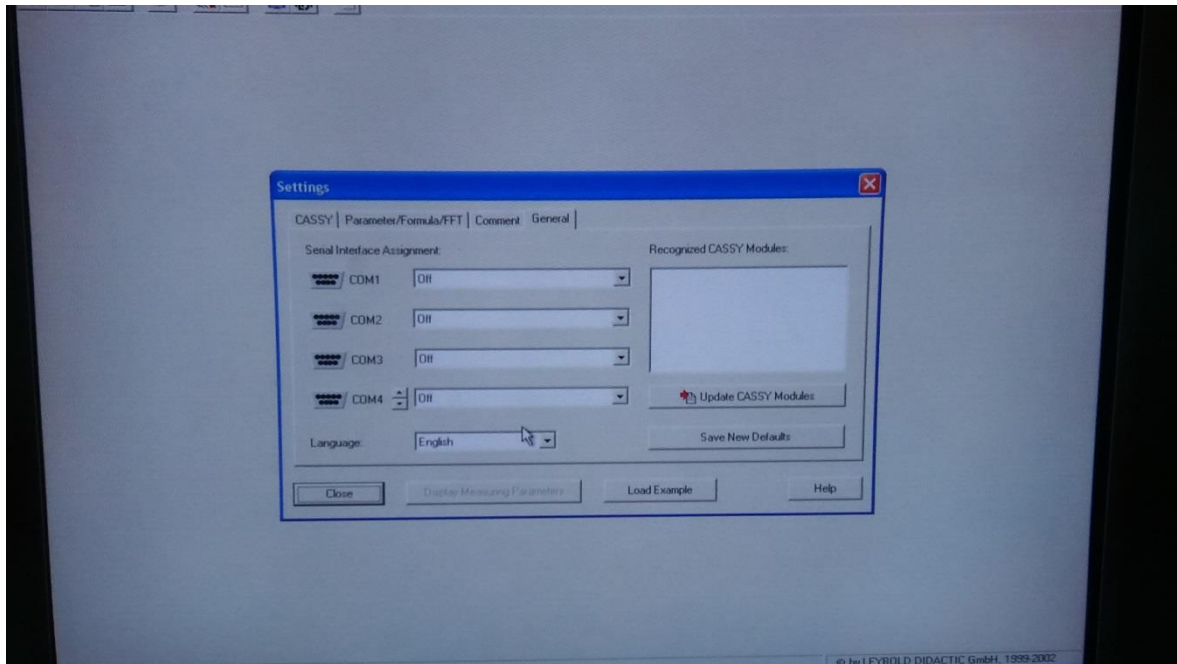 Settings
CASSY Parameter/Formula/FFT Comment General
Serial Interface Assignment:
Recognized CASSY Modules:
COM1 Off
COM2 Off
COM3 Off
COM4 Off
Update CASSY Modules
Language: English
Save New Defaults
Close Display Measuring Parameters Load Example Help
© by LEYBOLD DIDACTIC GmbH, 1999-2002